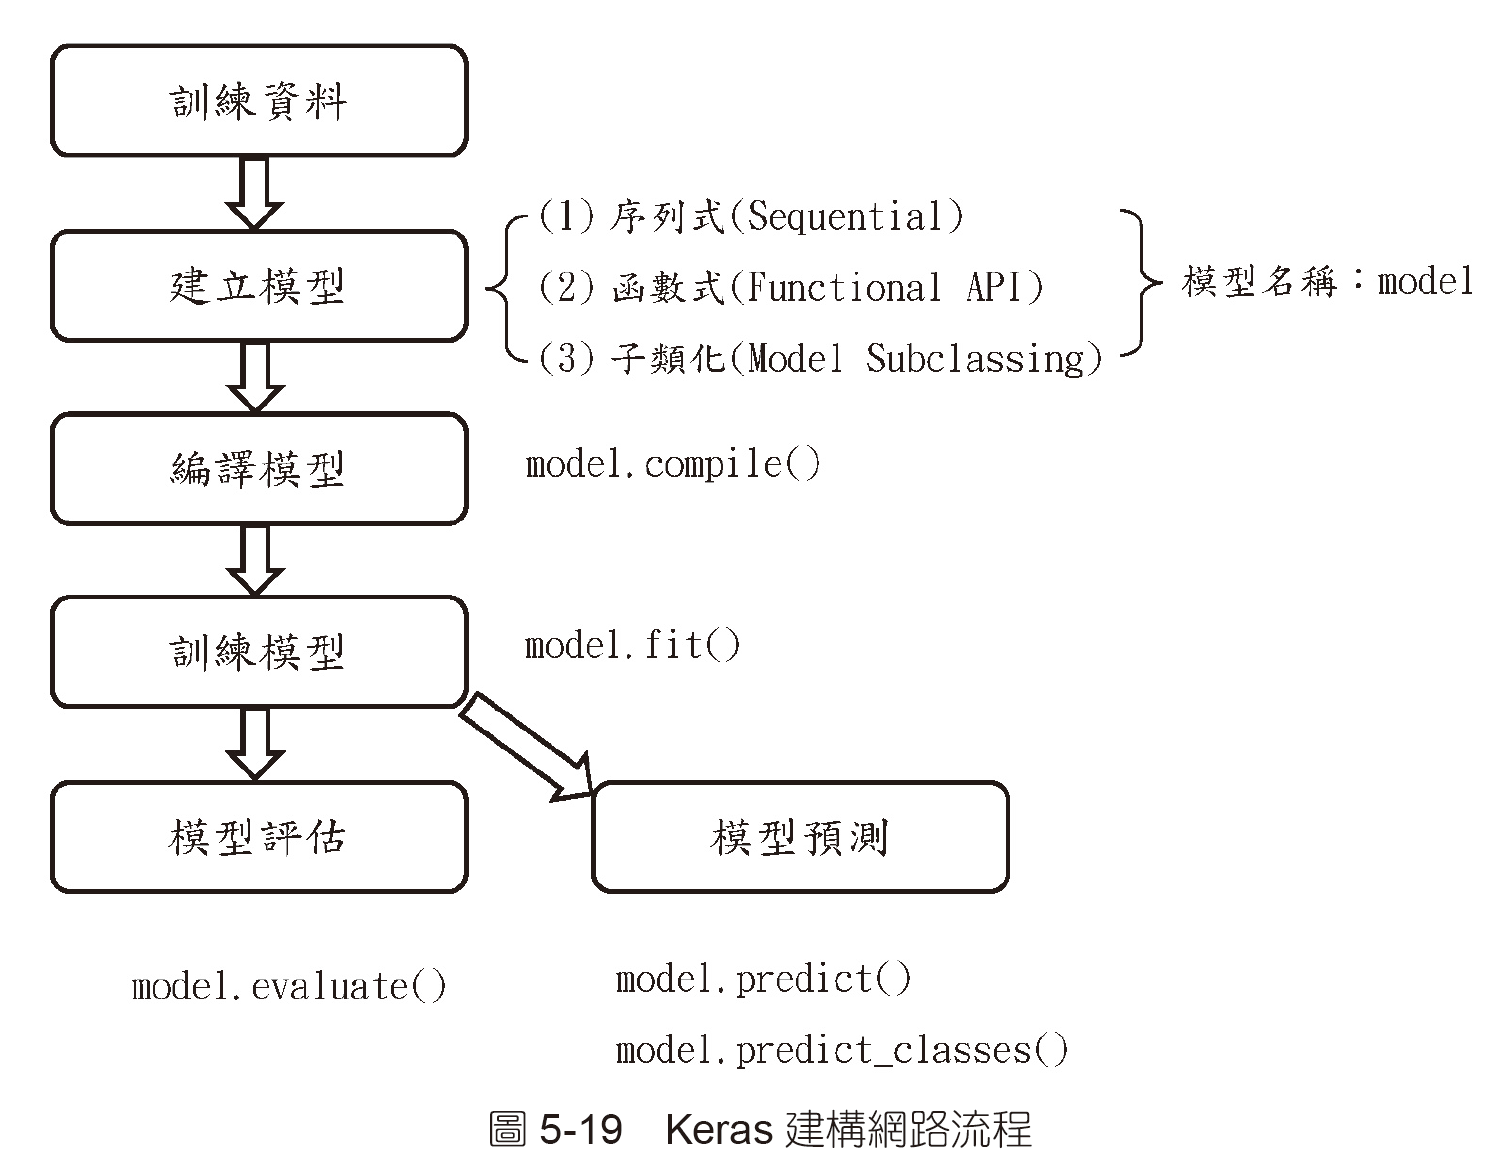 訓練資料
建立模型
(1) 序列式(Sequential)
(2) 函數式(Functional API)
(3) 子類化(Model Subclassing)
模型名稱：model
編譯模型
model.compile()
訓練模型
model.fit()
模型評估
模型預測
model.evaluate()
model.predict()
model.predict_classes()
圖 5-19 Keras 建構網路流程